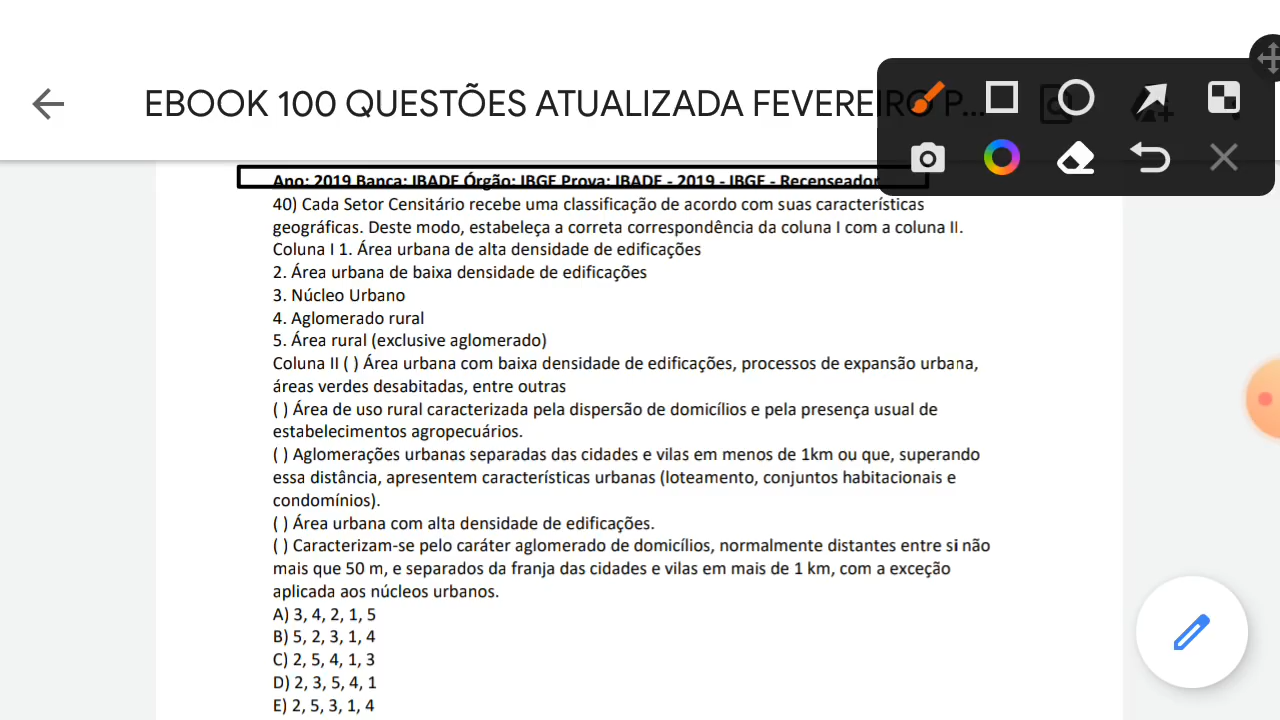 EBOOK 100 QUESTÕES ATUALIZADA FEVEREIRO P...
Ano: 2019 Banca: IBADE Órgão: IBGE Prova: IBADE - 2019 - IBGE - Recenseador
40) Cada Setor Censitário recebe uma classificação de acordo com suas características
geográficas. Deste modo, estabeleça a correta correspondência da coluna I com a coluna II.
Coluna I 1. Área urbana de alta densidade de edificações
2. Área urbana de baixa densidade de edificações
3. Núcleo Urbano
4. Aglomerado rural
5. Área rural (exclusive aglomerado)
Coluna II ( ) Área urbana com baixa densidade de edificações, processos de expansão urbana,
áreas verdes desabitadas, entre outras
( ) Área de uso rural caracterizada pela dispersão de domicílios e pela presença usual de
estabelecimentos agropecuários.
( ) Aglomerações urbanas separadas das cidades e vilas em menos de 1km ou que, superando
essa distância, apresentem características urbanas (loteamento, conjuntos habitacionais e
condomínios).
( ) Área urbana com alta densidade de edificações.
( ) Caracterizam-se pelo caráter aglomerado de domicílios, normalmente distantes entre si não
mais que 50 m, e separados da franja das cidades e vilas em mais de 1 km, com a exceção
aplicada aos núcleos urbanos.
A) 3, 4, 2, 1, 5
B) 5, 2, 3, 1, 4
C) 2, 5, 4, 1, 3
D) 2, 3, 5, 4, 1
E) 2, 5, 3, 1, 4